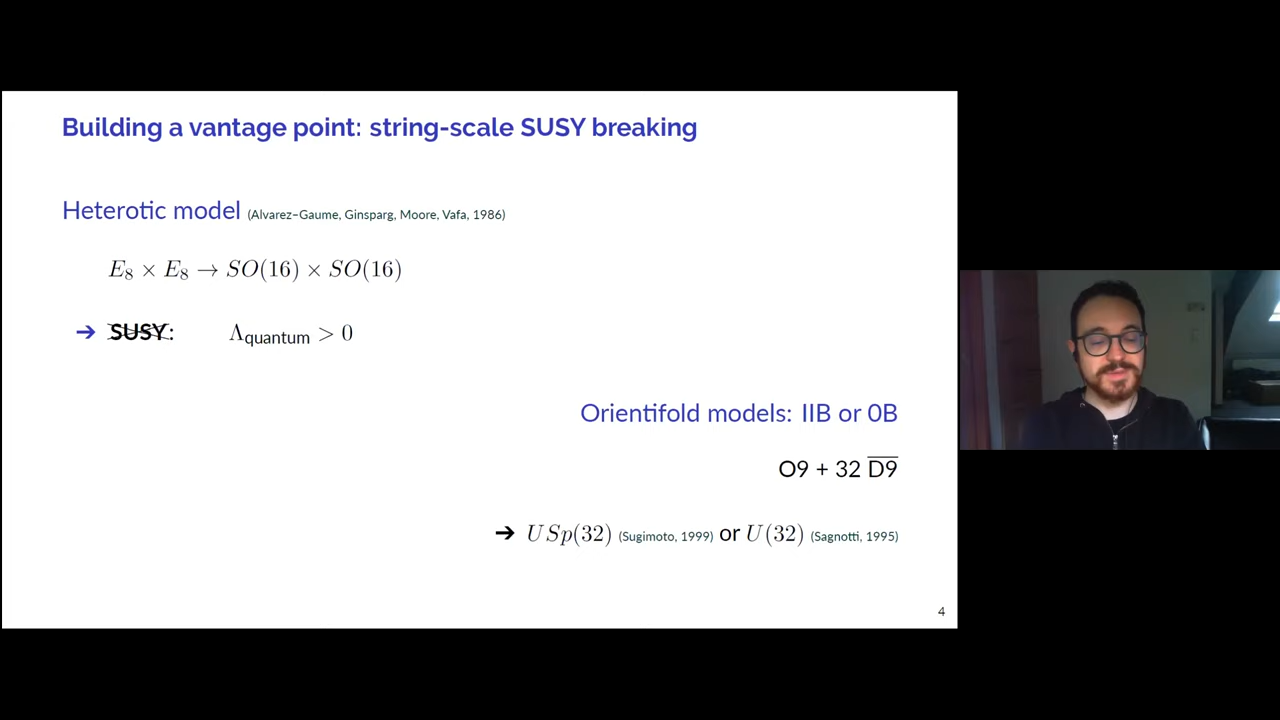 Building a vantage point: string-scale SUSY breaking
Heterotic model (Alvarez–Gaume, Ginsparg, Moore, Vafa, 1986)
E₈ × E₈ → SO(16) × SO(16)
➔ SUSY: Λquantum > 0
Orientifold models: IIB or 0B
O9 + 32 D̅9̅
➔ USp(32) (Sugimoto, 1999) or U(32) (Sagnotti, 1995)
4